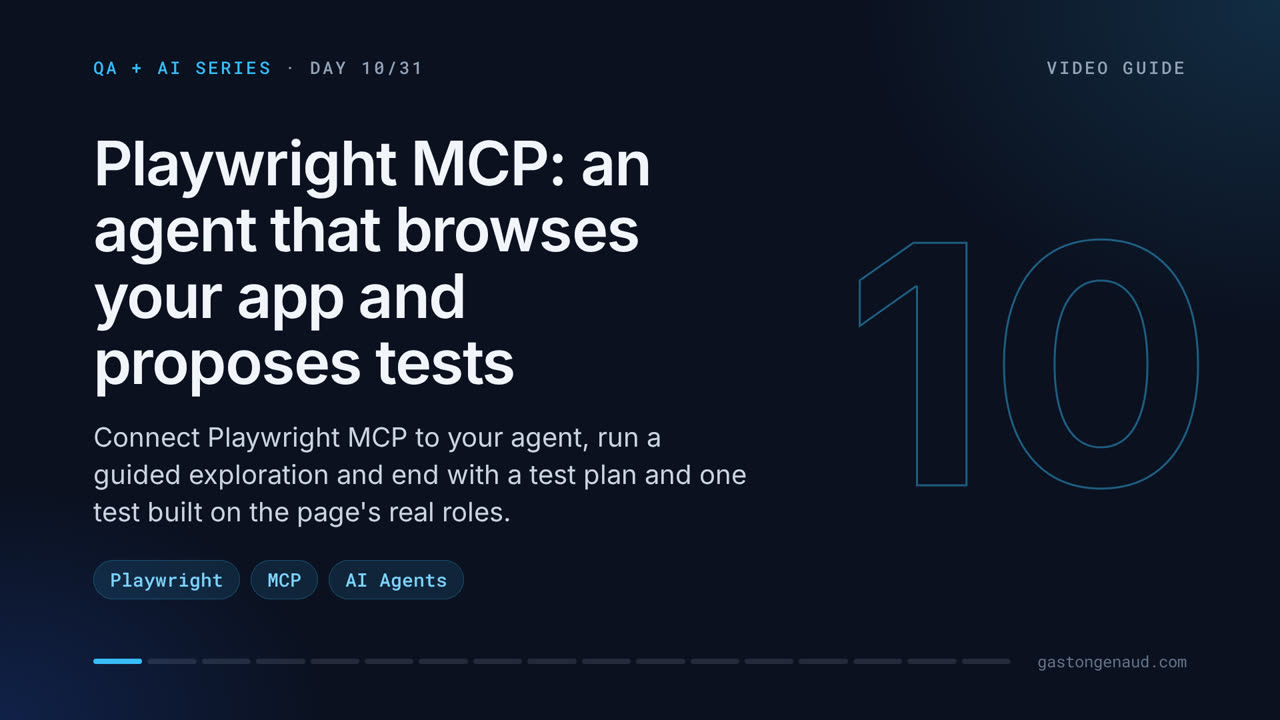 QA + AI SERIES · DAY 10/31
VIDEO GUIDE
Playwright MCP: an
agent that browses
your app and
proposes tests
10
Connect Playwright MCP to your agent, run a
guided exploration and end with a test plan and one
test built on the page's real roles.
Playwright
MCP
AI Agents
gastongenaud.com